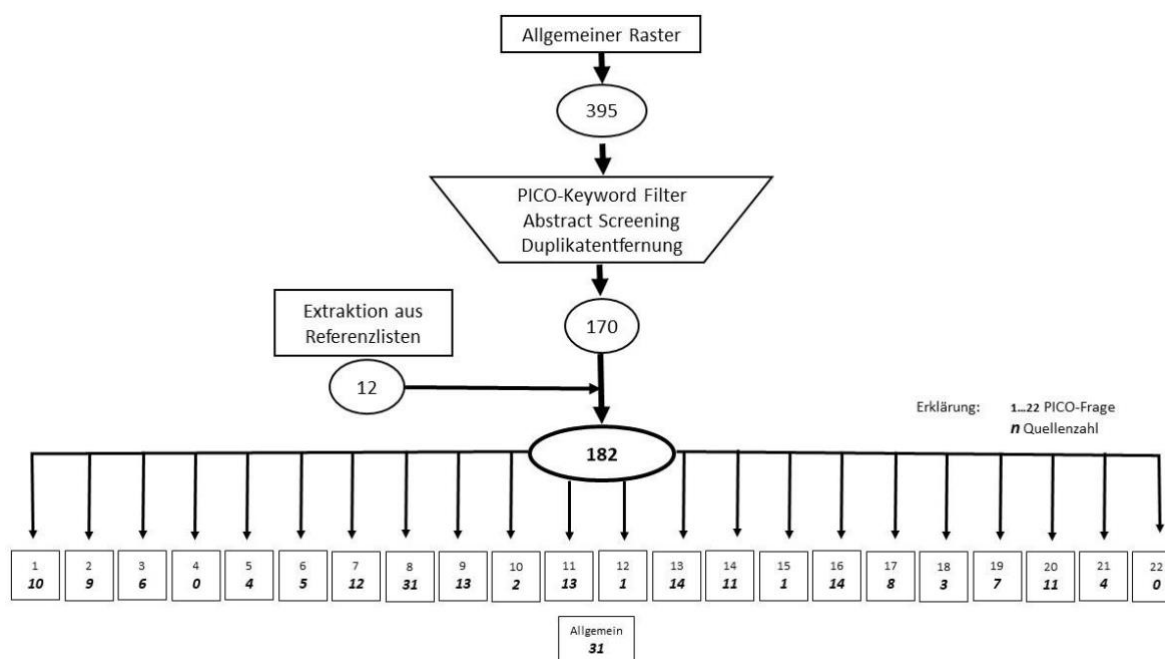 Allgemeiner Raster
395
PICO-Keyword Filter
Abstract Screening
Duplikatentfernung
Extraktion aus
Referenzlisten
170
12
Erklärung: 1...22 PICO-Frage
n Quellenzahl
182
1 2 3 4 5 6 7 8 9 10 11 12 13 14 15 16 17 18 19 20 21 22
10 9 6 0 4 5 12 31 13 2 13 1 14 11 1 14 8 3 7 11 4 0
Allgemein
31